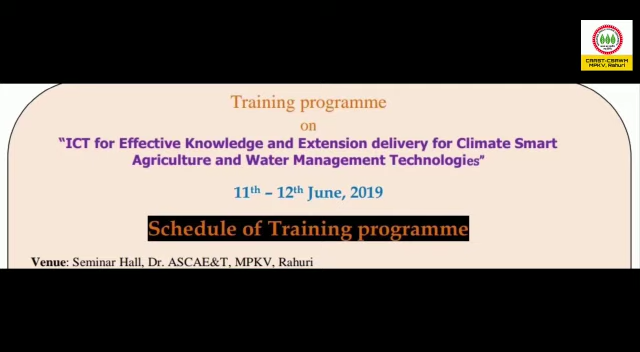 CAAST-CSAWM
MPKV, Rahuri
Training programme
on
“ICT for Effective Knowledge and Extension delivery for Climate Smart
Agriculture and Water Management Technologies”
11th – 12th June, 2019
Schedule of Training programme
Venue: Seminar Hall, Dr. ASCAE&T, MPKV, Rahuri